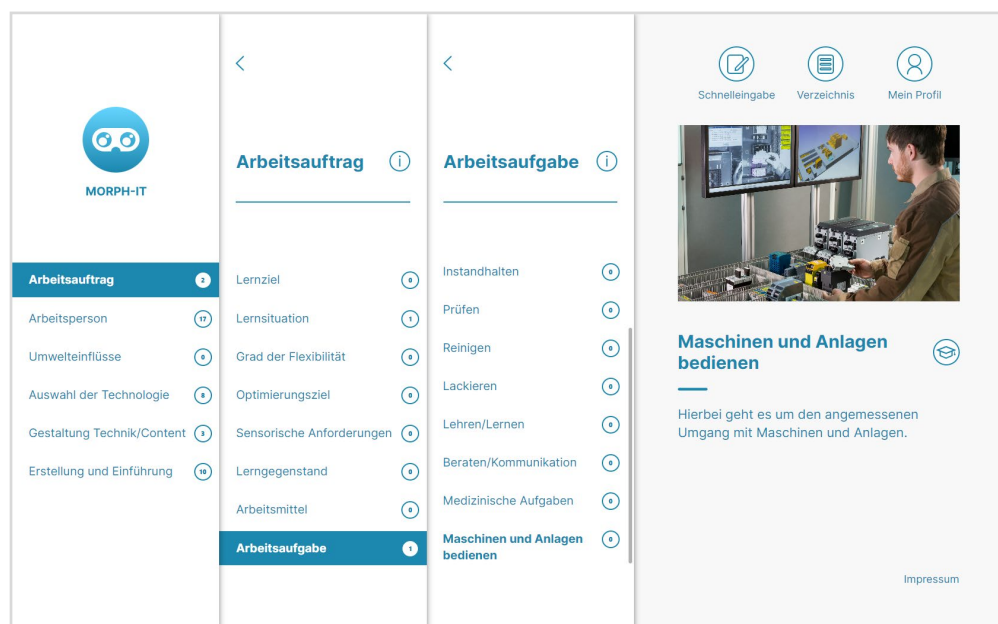 MORPH-IT
Arbeitsauftrag 2
Arbeitsperson 17
Umwelteinflüsse 0
Auswahl der Technologie 8
Gestaltung Technik/Content 3
Erstellung und Einführung 10
Arbeitsauftrag i
Lernziel 0
Lernsituation 1
Grad der Flexibilität 0
Optimierungsziel 0
Sensorische Anforderungen 0
Lerngegenstand 0
Arbeitsmittel 0
Arbeitsaufgabe 1
Arbeitsaufgabe i
Instandhalten 0
Prüfen 0
Reinigen 0
Lackieren 0
Lehren/Lernen 0
Beraten/Kommunikation 0
Medizinische Aufgaben 0
Maschinen und Anlagen 0
bedienen
Schnelleingabe Verzeichnis Mein Profil
Maschinen und Anlagen
bedienen
Hierbei geht es um den angemessenen
Umgang mit Maschinen und Anlagen.
Impressum